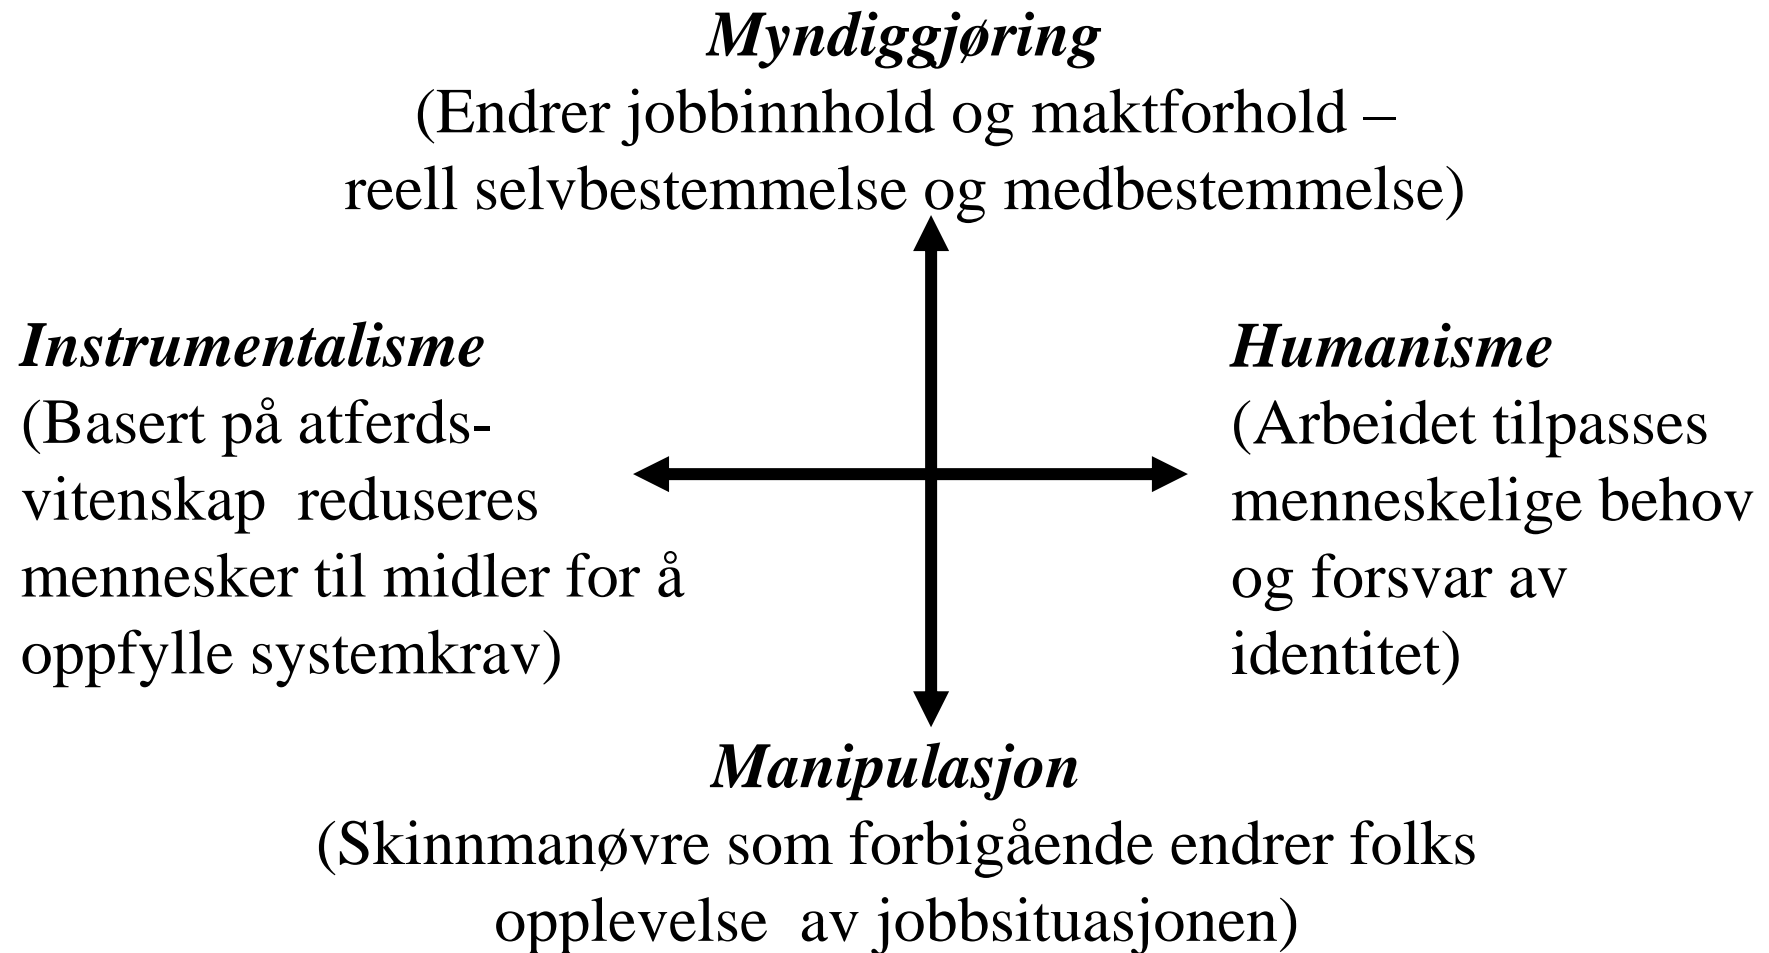 Myndiggjøring
(Endrer jobbinnhold og maktforhold –
reell selvbestemmelse og medbestemmelse)
Instrumentalisme
(Basert på atferds-
vitenskap  reduseres
mennesker til midler for å
oppfylle systemkrav)
Humanisme
(Arbeidet tilpasses
menneskelige behov
og forsvar av
identitet)
Manipulasjon
(Skinnmanøvre som forbigående endrer folks
opplevelse  av jobbsituasjonen)